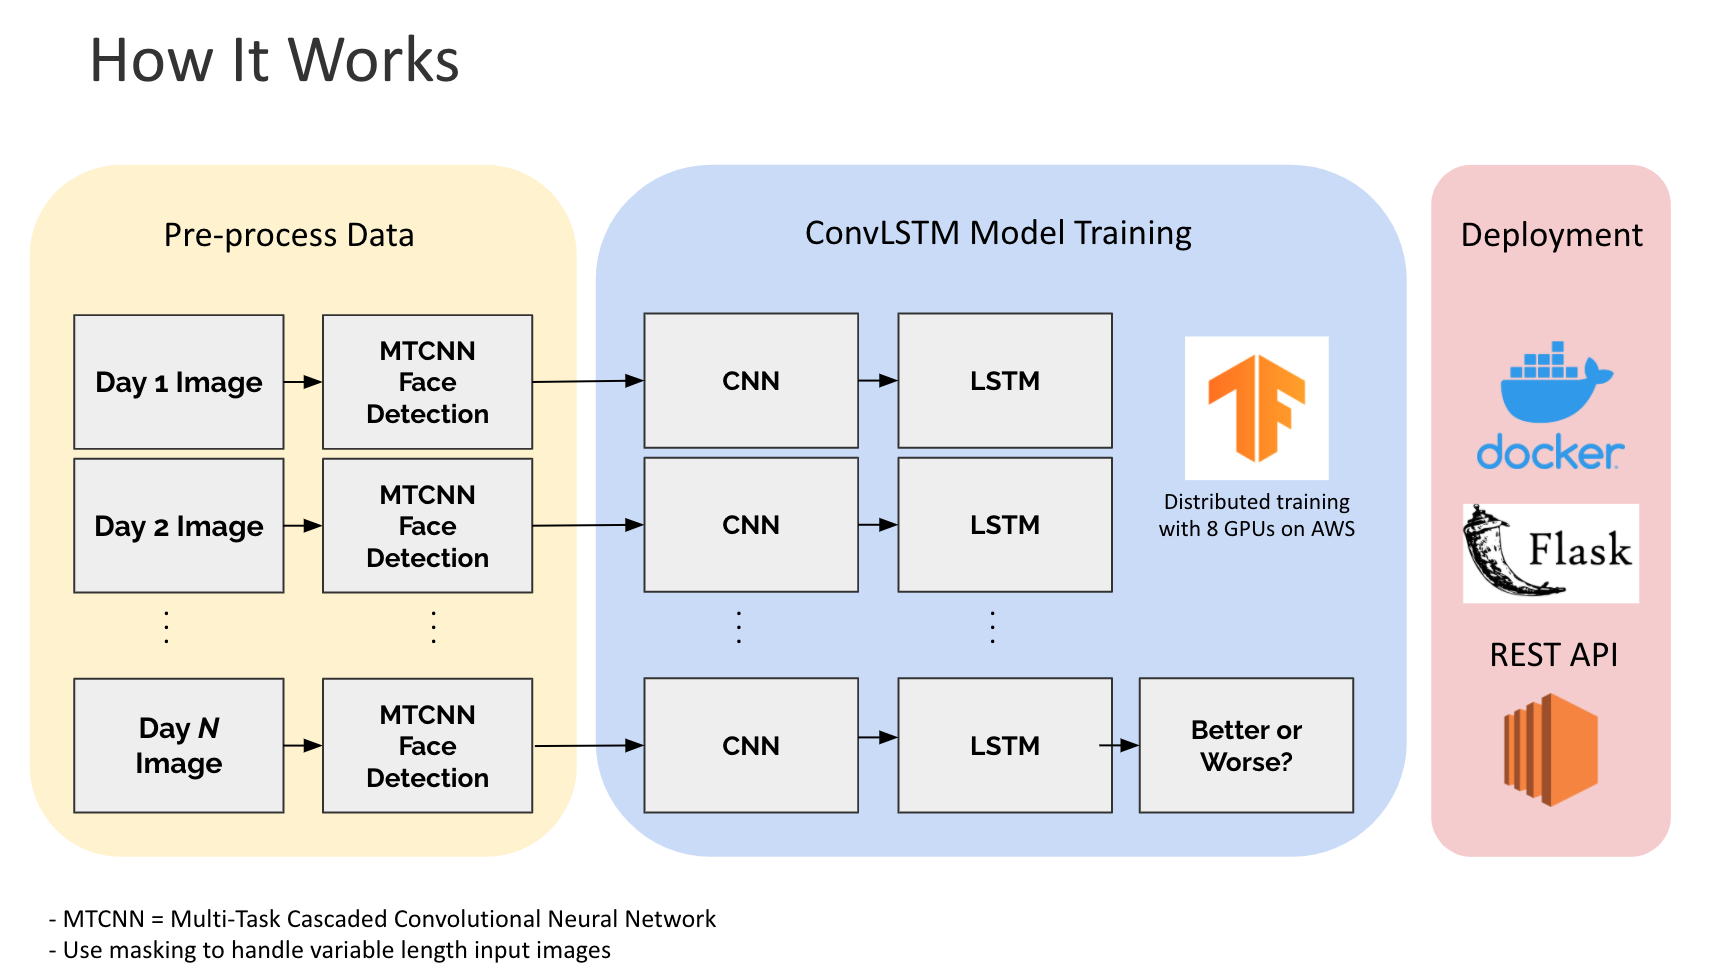 How It Works
Pre-process Data
Day 1 Image
MTCNN
Face
Detection
Day 2 Image
MTCNN
Face
Detection
Day N
Image
MTCNN
Face
Detection
ConvLSTM Model Training
CNN
LSTM
CNN
LSTM
CNN
LSTM
Better or
Worse?
Distributed training
with 8 GPUs on AWS
Deployment
docker
Flask
REST API
- MTCNN = Multi-Task Cascaded Convolutional Neural Network
- Use masking to handle variable length input images